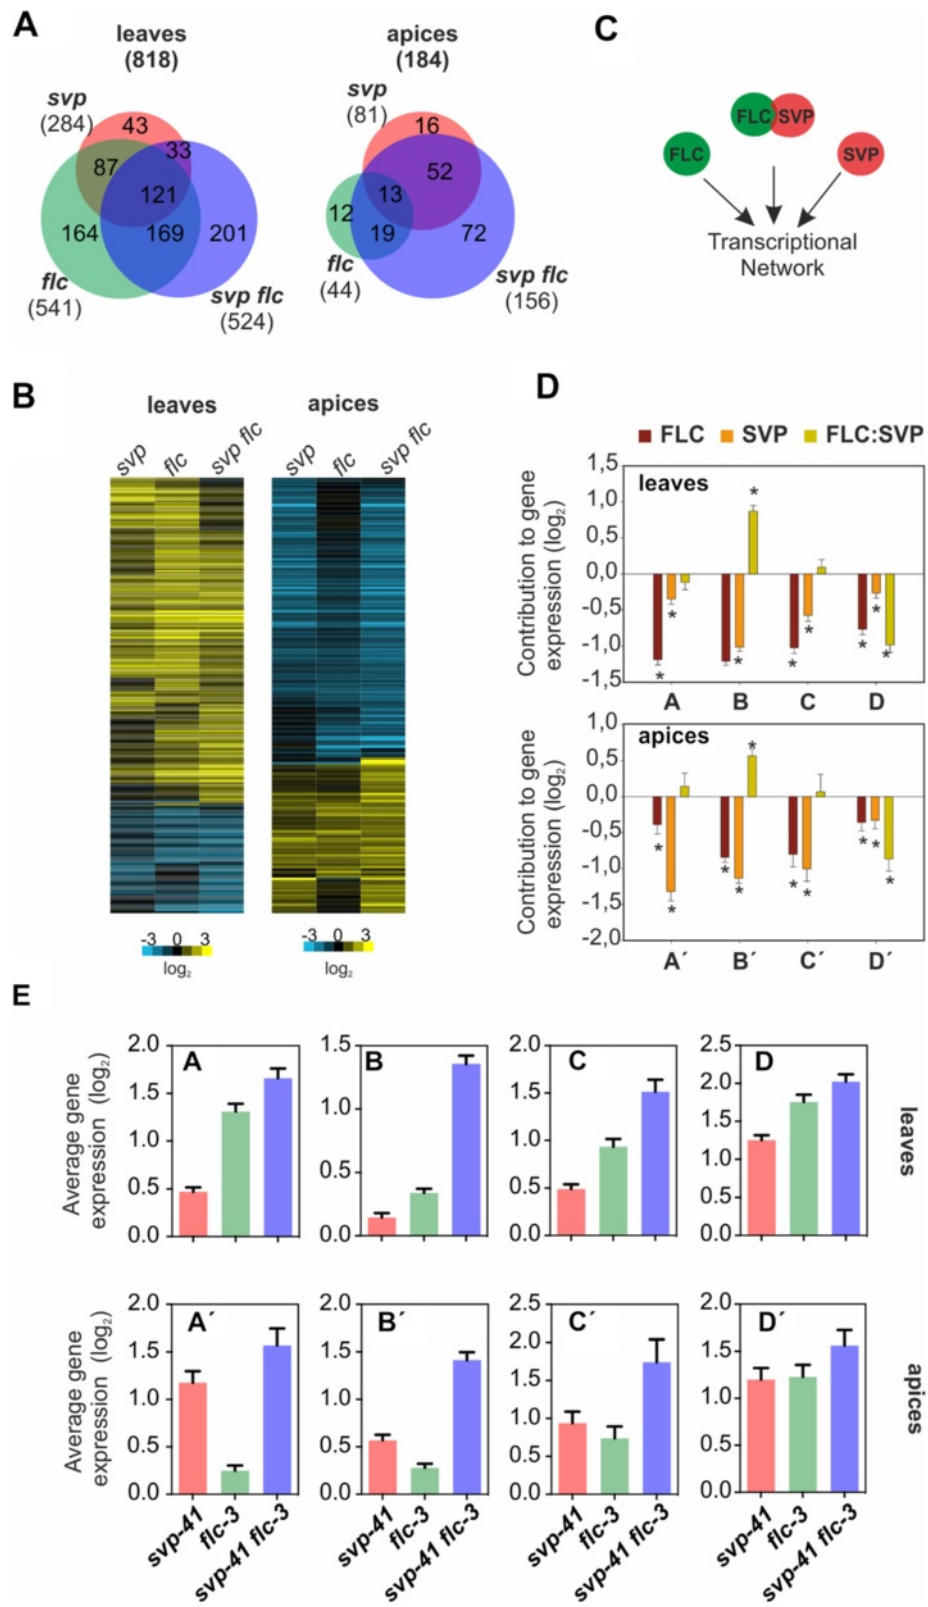 A
leaves
(818)
svp
(284)
43
33
87
121
164
169
201
flc
(541)
svp flc
(524)
apices
(184)
svp
(81)
16
52
13
12
19
72
flc
(44)
svp flc
(156)
C
FLC
FLC SVP
SVP
Transcriptional
Network
B
leaves
svp flc svp flc
-3 0 3
log₂
apices
svp flc svp flc
-3 0 3
log₂
D
FLC SVP FLC:SVP
Contribution to gene
expression (log₂)
1,5
1,0
0,5
0,0
-0,5
-1,0
-1,5
leaves
* * * * * * * * *
A B C D
Contribution to gene
expression (log₂)
1,0
0,5
0,0
-0,5
-1,0
-1,5
-2,0
apices
* * * * * * * * * *
A´ B´ C´ D´
E
Average gene
expression (log₂)
2.0
1.5
1.0
0.5
0.0
A
1.5
1.0
0.5
0.0
B
2.0
1.5
1.0
0.5
0.0
C
2.5
2.0
1.5
1.0
0.5
0.0
D
leaves
Average gene
expression (log₂)
2.0
1.5
1.0
0.5
0.0
A´
2.0
1.5
1.0
0.5
0.0
B´
2.5
2.0
1.5
1.0
0.5
0.0
C´
2.0
1.5
1.0
0.5
0.0
D´
apices
svp-41
flc-3
svp-41 flc-3
svp-41
flc-3
svp-41 flc-3
svp-41
flc-3
svp-41 flc-3
svp-41
flc-3
svp-41 flc-3